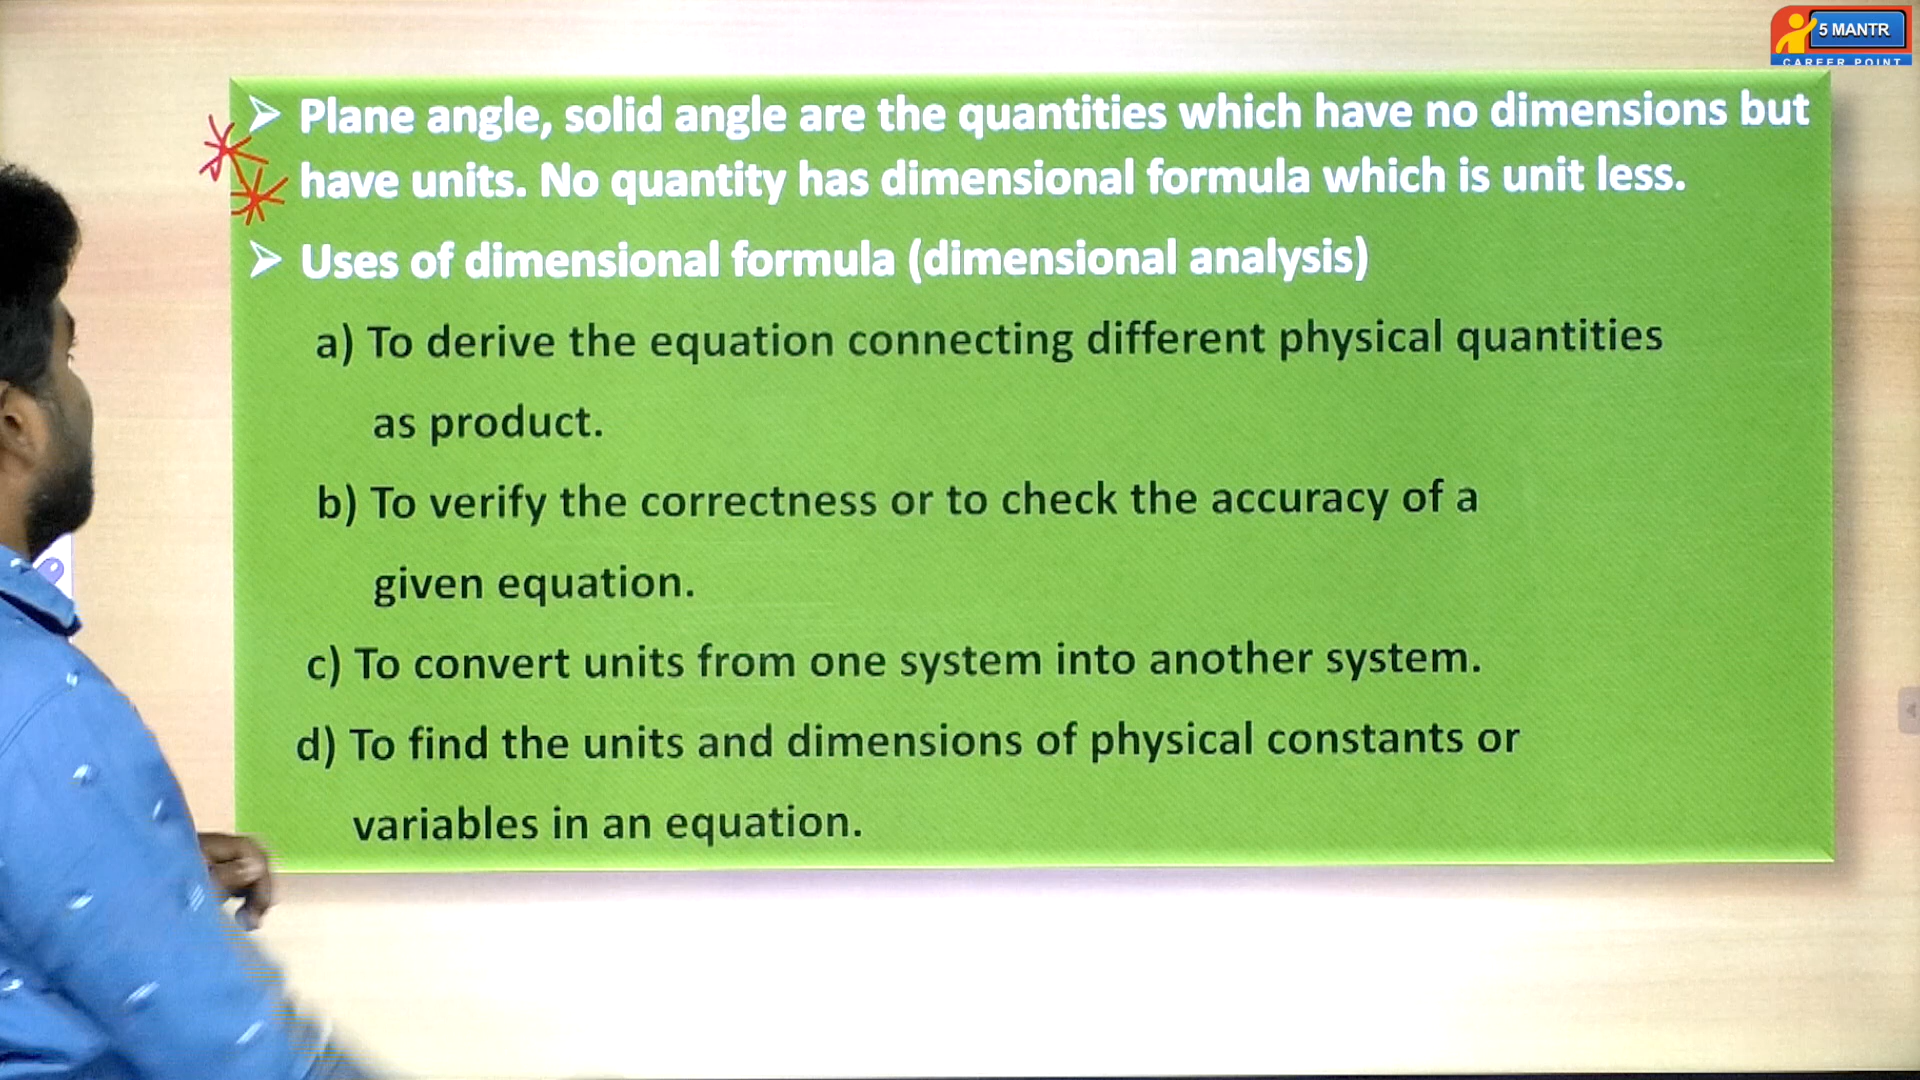 5 MANTR
CAREER POINT
Plane angle, solid angle are the quantities which have no dimensions but
have units. No quantity has dimensional formula which is unit less.
Uses of dimensional formula (dimensional analysis)
a) To derive the equation connecting different physical quantities
as product.
b) To verify the correctness or to check the accuracy of a
given equation.
c) To convert units from one system into another system.
d) To find the units and dimensions of physical constants or
variables in an equation.